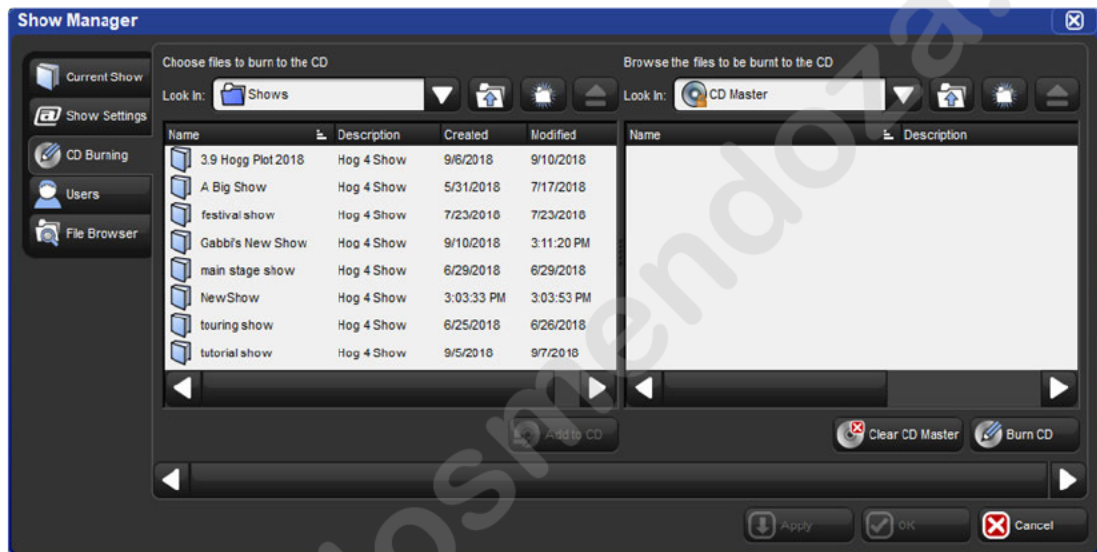 Show Manager
Current Show
Show Settings
CD Burning
Users
File Browser
Choose files to burn to the CD
Look In: Shows
Name Description Created Modified
3.9 Hogg Plot 2018 Hog 4 Show 9/6/2018 9/10/2018
A Big Show Hog 4 Show 5/31/2018 7/17/2018
festival show Hog 4 Show 7/23/2018 7/23/2018
Gabbi's New Show Hog 4 Show 9/10/2018 3:11:20 PM
main stage show Hog 4 Show 6/29/2018 6/29/2018
NewShow Hog 4 Show 3:03:33 PM 3:03:53 PM
touring show Hog 4 Show 6/25/2018 6/26/2018
tutorial show Hog 4 Show 9/5/2018 9/7/2018
Add to CD
Browse the files to be burnt to the CD
Look In: CD Master
Name Description
Clear CD Master Burn CD
Apply OK Cancel
osmendoza.